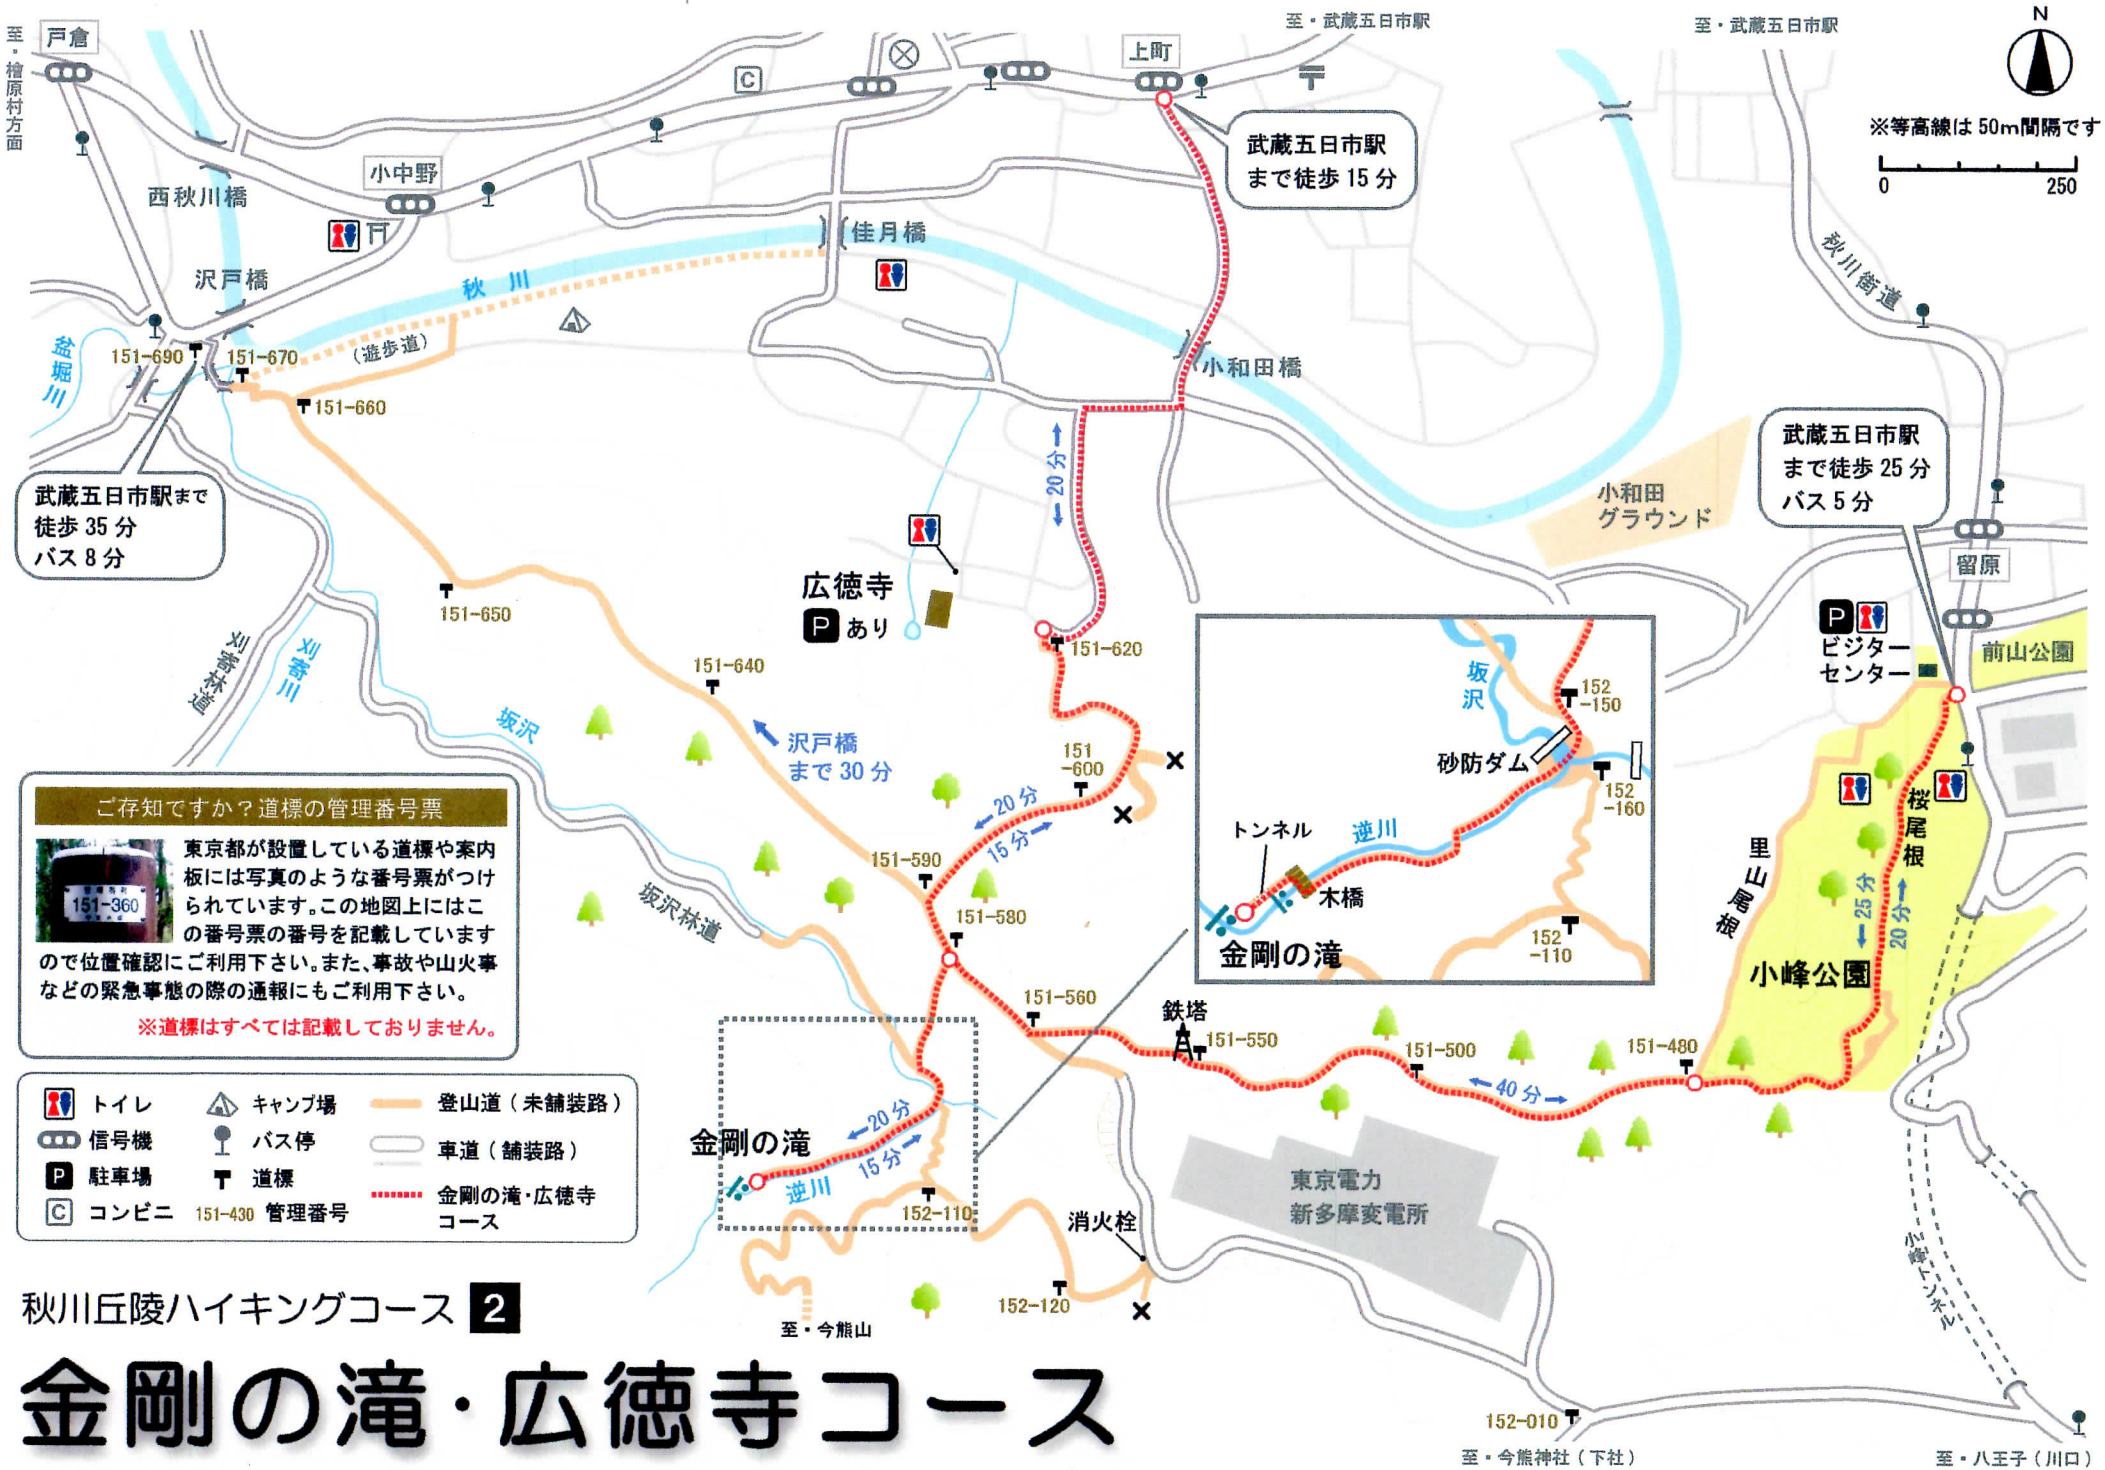 至・檜原村方面
戸倉
上町
至・武蔵五日市駅
至・武蔵五日市駅
N
※等高線は50m間隔です
0 250
C
武蔵五日市駅
まで徒歩15分
小中野
西秋川橋
沢戸橋
秋川
佳月橋
小和田橋
秋川街道
盆堀川
151-690
151-670
(遊歩道)
151-660
武蔵五日市駅まで
徒歩35分
バス8分
武蔵五日市駅
まで徒歩25分
バス5分
小和田
グラウンド
留原
←20分→
広徳寺
P あり
151-620
151-650
151-640
刈寄林道
刈寄川
坂沢
沢戸橋
まで30分
151
-600
←20分
15分→
151-590
151-580
坂沢林道
P
ビジター
センター
前山公園
桜尾根
里山尾根
←25分
20分→
小峰公園
坂沢
152
-150
砂防ダム
152
-160
トンネル
逆川
木橋
金剛の滝
152
-110
151-560
鉄塔
151-550
151-500
151-480
←40分→
ご存知ですか？道標の管理番号票
151-360
東京都が設置している道標や案内
板には写真のような番号票がつけ
られています。この地図上にはこ
の番号票の番号を記載しています
ので位置確認にご利用下さい。また、事故や山火事
などの緊急事態の際の通報にもご利用下さい。
※道標はすべては記載しておりません。
トイレ
信号機
P 駐車場
C コンビニ
キャンプ場
バス停
道標
151-430 管理番号
登山道(未舗装路)
車道(舗装路)
金剛の滝・広徳寺
コース
金剛の滝
←20分
15分→
逆川
152-110
消火栓
152-120
至・今熊山
東京電力
新多摩変電所
小峰トンネル
152-010
至・今熊神社(下社)
至・八王子(川口)
秋川丘陵ハイキングコース 2
金剛の滝・広徳寺コース